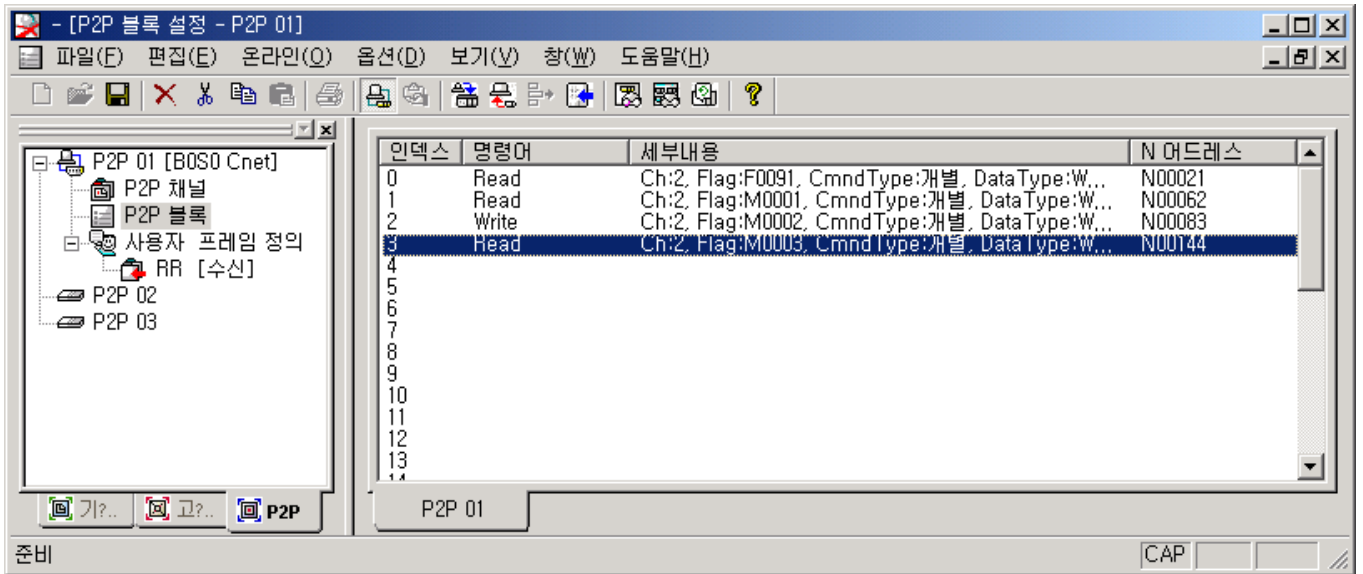 - [P2P 블록 설정 - P2P 01]
파일(F) 편집(E) 온라인(O) 옵션(D) 보기(V) 창(W) 도움말(H)
P2P 01 [B0S0 Cnet]
P2P 채널
P2P 블록
사용자 프레임 정의
RR [수신]
P2P 02
P2P 03
기?.. 고?.. P2P
인덱스 명령어 세부내용 N 어드레스
0 Read Ch:2, Flag:F0091, CmndType:개별, DataType:W,.. N00021
1 Read Ch:2, Flag:M0001, CmndType:개별, DataType:W,.. N00062
2 Write Ch:2, Flag:M0002, CmndType:개별, DataType:W,.. N00083
3 Read Ch:2, Flag:M0003, CmndType:개별, DataType:W,.. N00144
4
5
6
7
8
9
10
11
12
13
14
P2P 01
준비 CAP